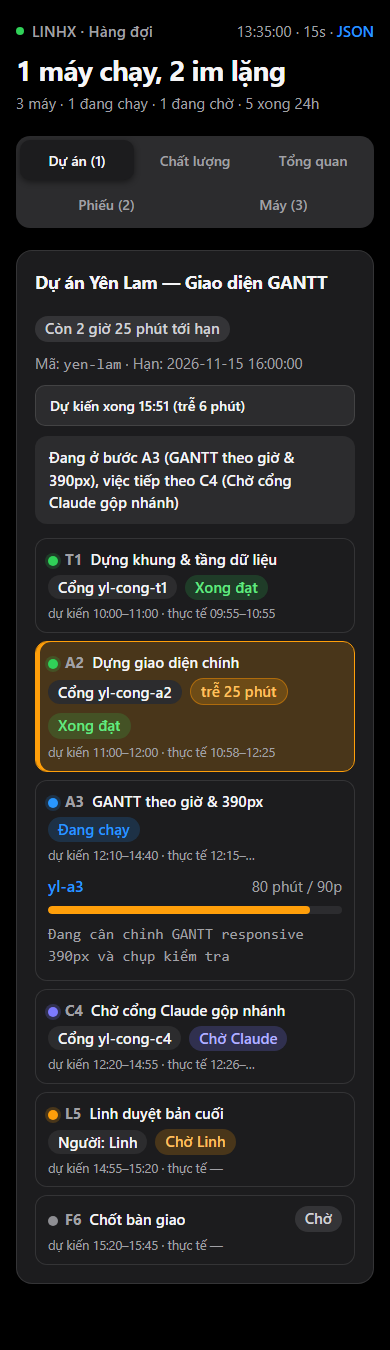 LINHX · Hàng đợi
13:35:00 · 15s · JSON
1 máy chạy, 2 im lặng
3 máy · 1 đang chạy · 1 đang chờ · 5 xong 24h
Dự án (1)
Chất lượng
Tổng quan
Phiếu (2)
Máy (3)
Dự án Yên Lam — Giao diện GANTT
Còn 2 giờ 25 phút tới hạn
Mã: yen-lam · Hạn: 2026-11-15 16:00:00
Dự kiến xong 15:51 (trễ 6 phút)
Đang ở bước A3 (GANTT theo giờ &
390px), việc tiếp theo C4 (Chờ cổng
Claude gộp nhánh)
T1 Dựng khung & tầng dữ liệu
Cổng yl-cong-t1
Xong đạt
dự kiến 10:00–11:00 · thực tế 09:55–10:55
A2 Dựng giao diện chính
Cổng yl-cong-a2
trễ 25 phút
Xong đạt
dự kiến 11:00–12:00 · thực tế 10:58–12:25
A3 GANTT theo giờ & 390px
Đang chạy
dự kiến 12:10–14:40 · thực tế 12:15–...
yl-a3
80 phút / 90p
Đang cân chỉnh GANTT responsive
390px và chụp kiểm tra
C4 Chờ cổng Claude gộp nhánh
Cổng yl-cong-c4
Chờ Claude
dự kiến 12:20–14:55 · thực tế 12:26–...
L5 Linh duyệt bản cuối
Người: Linh
Chờ Linh
dự kiến 14:55–15:20 · thực tế —
F6 Chốt bàn giao
Chờ
dự kiến 15:20–15:45 · thực tế —